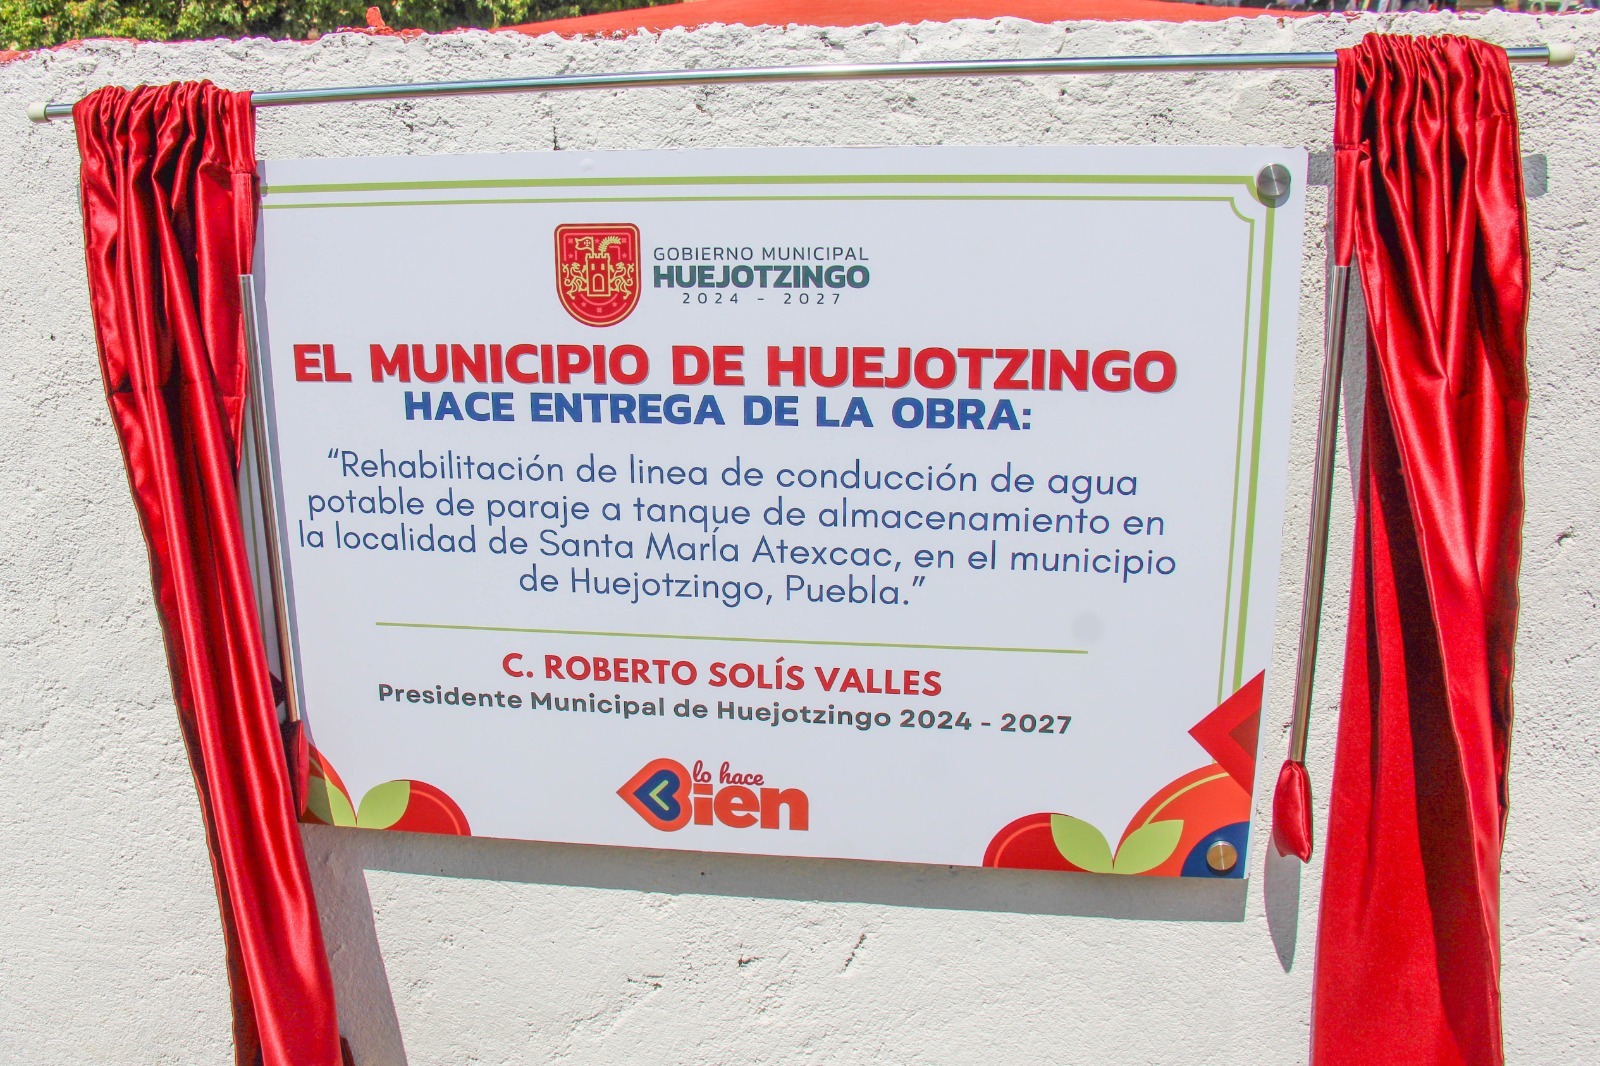 GOBIERNO MUNICIPAL
HUEJOTZINGO
2024 - 2027
EL MUNICIPIO DE HUEJOTZINGO
HACE ENTREGA DE LA OBRA:
“Rehabilitación de linea de conducción de agua
potable de paraje a tanque de almacenamiento en
la localidad de Santa María Atexcac, en el municipio
de Huejotzingo, Puebla.”
C. ROBERTO SOLÍS VALLES
Presidente Municipal de Huejotzingo 2024 - 2027
lo hace
Bien